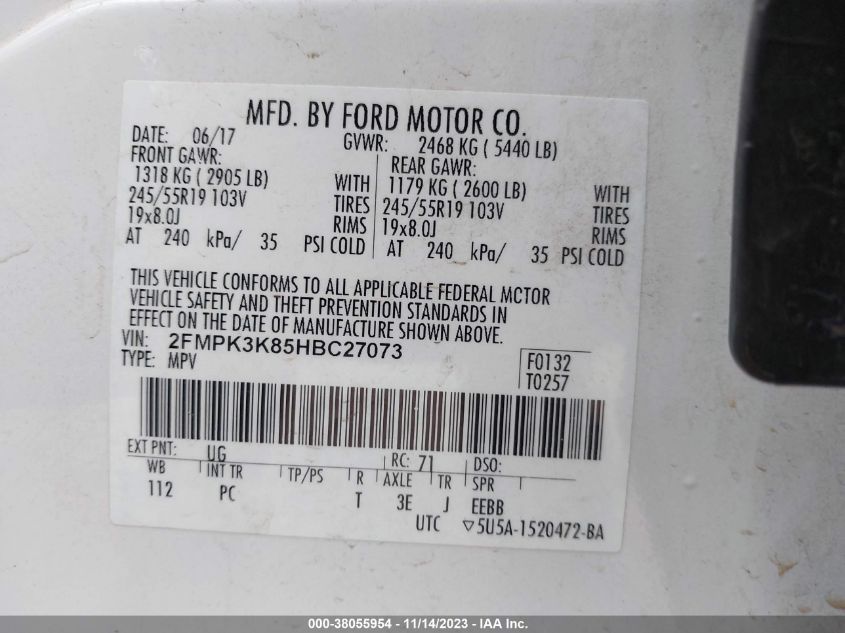 MFD. BY FORD MOTOR CO.
DATE: 06/17 GVWR: 2468 KG ( 5440 LB)
FRONT GAWR: REAR GAWR:
1318 KG ( 2905 LB) WITH 1179 KG ( 2600 LB) WITH
245/55R19 103V TIRES 245/55R19 103V TIRES
19x8.0J RIMS 19x8.0J RIMS
AT 240 kPa/ 35 PSI COLD AT 240 kPa/ 35 PSI COLD
THIS VEHICLE CONFORMS TO ALL APPLICABLE FEDERAL MOTOR
VEHICLE SAFETY AND THEFT PREVENTION STANDARDS IN
EFFECT ON THE DATE OF MANUFACTURE SHOWN ABOVE.
VIN: 2FMPK3K85HBC27073
TYPE: MPV F0132
T0257
EXT PNT: UG RC: 71 DSO:
WB INT TR TP/PS R AXLE TR SPR
112 PC T 3E J EEBB
UTC ▽5U5A-1520472-BA
000-38055954 | 11/14/2023 - IAA Inc.